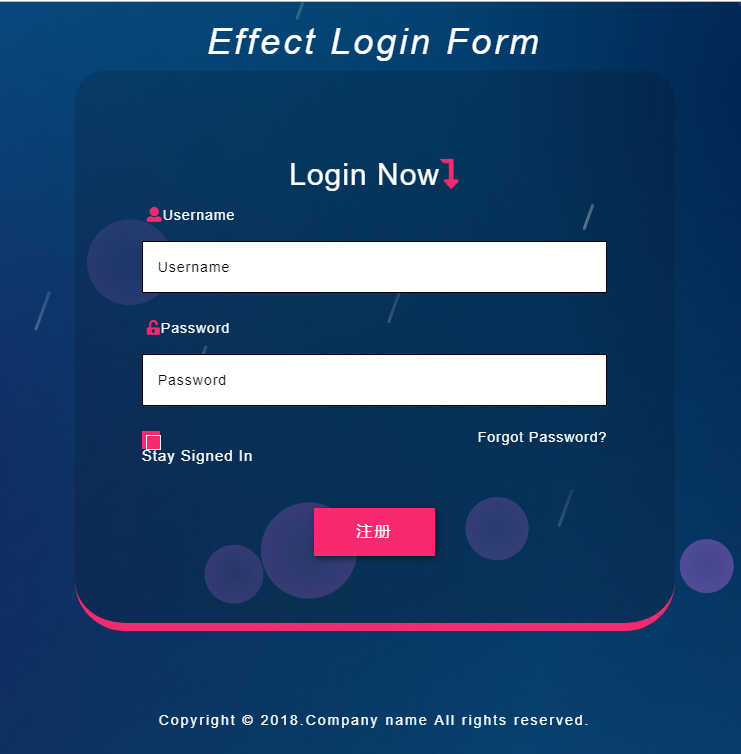 Effect Login Form
Login Now
Username
Username
Password
Password
Forgot Password?
Stay Signed In
注册
Copyright © 2018.Company name All rights reserved.